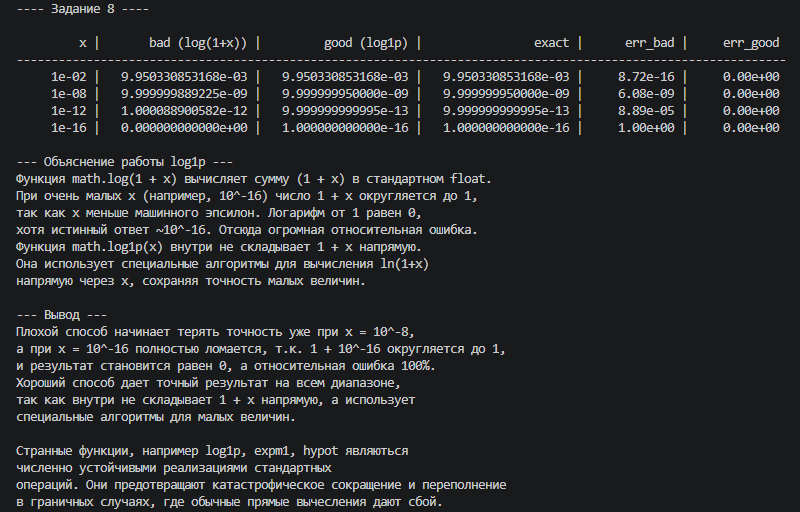 ---- Задание 8 ----
x | bad (log(1+x)) | good (log1p) | exact | err_bad | err_good
--------------------------------------------------------------------------------------------------------
1e-02 | 9.950330853168e-03 | 9.950330853168e-03 | 9.950330853168e-03 | 8.72e-16 | 0.00e+00
1e-08 | 9.999999889225e-09 | 9.999999950000e-09 | 9.999999950000e-09 | 6.08e-09 | 0.00e+00
1e-12 | 1.000088900582e-12 | 9.999999999995e-13 | 9.999999999995e-13 | 8.89e-05 | 0.00e+00
1e-16 | 0.000000000000e+00 | 1.000000000000e-16 | 1.000000000000e-16 | 1.00e+00 | 0.00e+00
--- Объяснение работы log1p ---
Функция math.log(1 + x) вычисляет сумму (1 + x) в стандартном float.
При очень малых x (например, 10^-16) число 1 + x округляется до 1,
так как x меньше машинного эпсилон. Логарифм от 1 равен 0,
хотя истинный ответ ~10^-16. Отсюда огромная относительная ошибка.
Функция math.log1p(x) внутри не складывает 1 + x напрямую.
Она использует специальные алгоритмы для вычисления ln(1+x)
напрямую через x, сохраняя точность малых величин.
--- Вывод ---
Плохой способ начинает терять точность уже при x = 10^-8,
а при x = 10^-16 полностью ломается, т.к. 1 + 10^-16 округляется до 1,
и результат становится равен 0, а относительная ошибка 100%.
Хороший способ дает точный результат на всем диапазоне,
так как внутри не складывает 1 + x напрямую, а использует
специальные алгоритмы для малых величин.
Странные функции, например log1p, expm1, hypot являються
численно устойчивыми реализациями стандартных
операций. Они предотвращают катастрофическое сокращение и переполнение
в граничных случаях, где обычные прямые вычесления дают сбой.